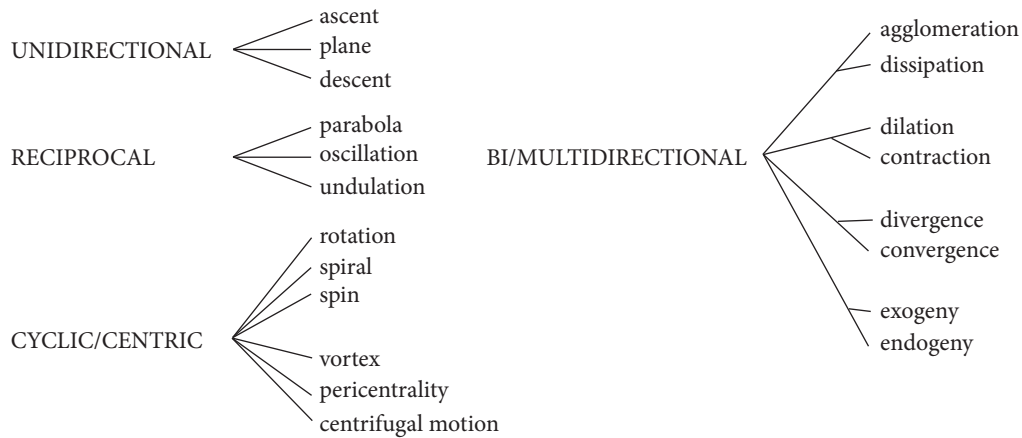 UNIDIRECTIONAL
ascent
plane
descent
RECIPROCAL
parabola
oscillation
undulation
CYCLIC/CENTRIC
rotation
spiral
spin
vortex
pericentrality
centrifugal motion
BI/MULTIDIRECTIONAL
agglomeration
dissipation
dilation
contraction
divergence
convergence
exogeny
endogeny